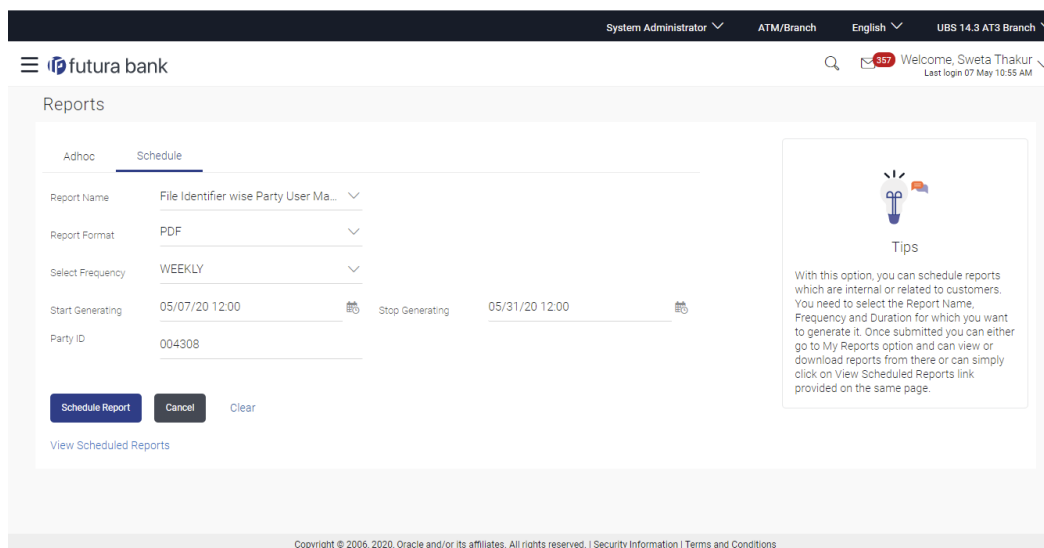 System Administrator ATM/Branch English UBS 14.3 AT3 Branch
futura bank
357 Welcome, Sweta Thakur
Last login 07 May 10:55 AM
Reports
Adhoc Schedule
Report Name File Identifier wise Party User Ma...
Report Format PDF
Select Frequency WEEKLY
Start Generating 05/07/20 12:00 Stop Generating 05/31/20 12:00
Party ID 004308
Schedule Report Cancel Clear
View Scheduled Reports
Tips
With this option, you can schedule reports
which are internal or related to customers.
You need to select the Report Name,
Frequency and Duration for which you want
to generate it. Once submitted you can either
go to My Reports option and can view or
download reports from there or can simply
click on View Scheduled Reports link
provided on the same page.
Copyright © 2006, 2020, Oracle and/or its affiliates. All rights reserved. | Security Information | Terms and Conditions